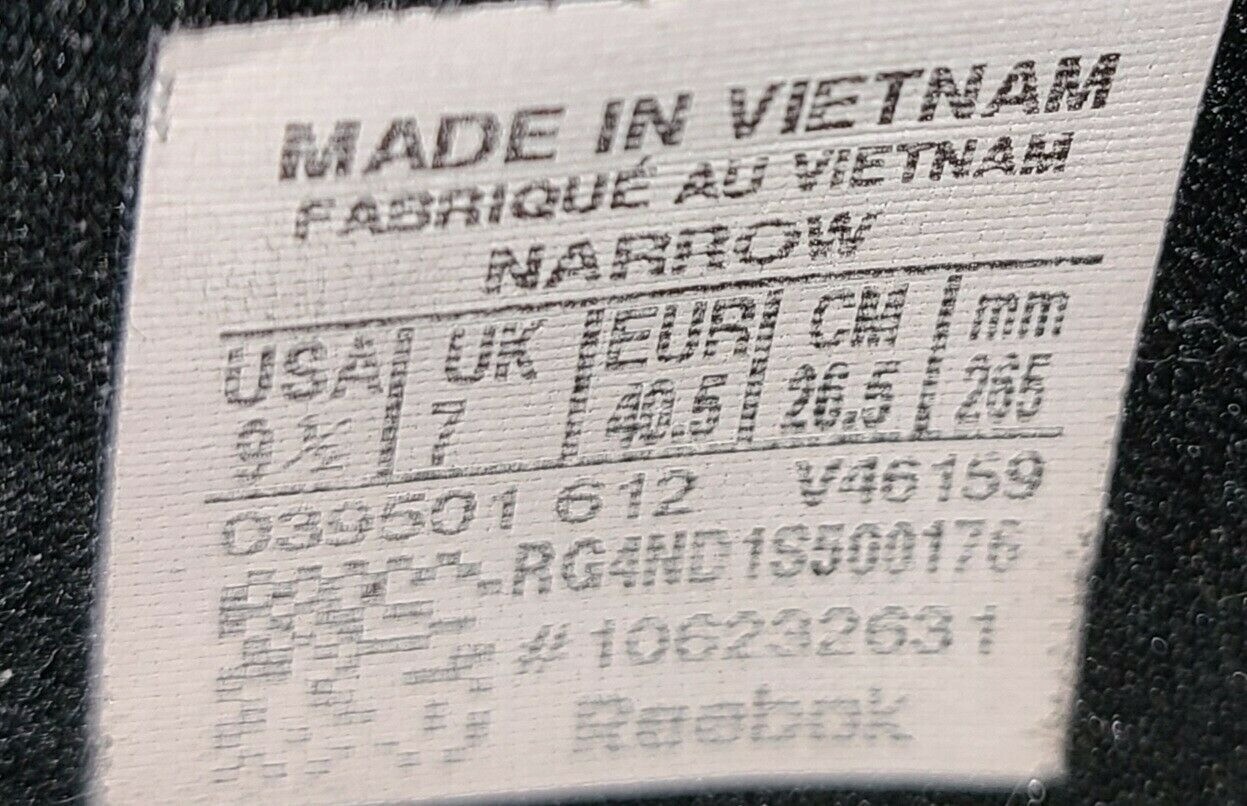 MADE IN VIETNAM
FABRIQUÉ AU VIETNAM
NARROW
USA UK EUR CM mm
9½ 7 40.5 26.5 265
039501 612 V46159
RG4ND1S500176
#106232631
Reebok